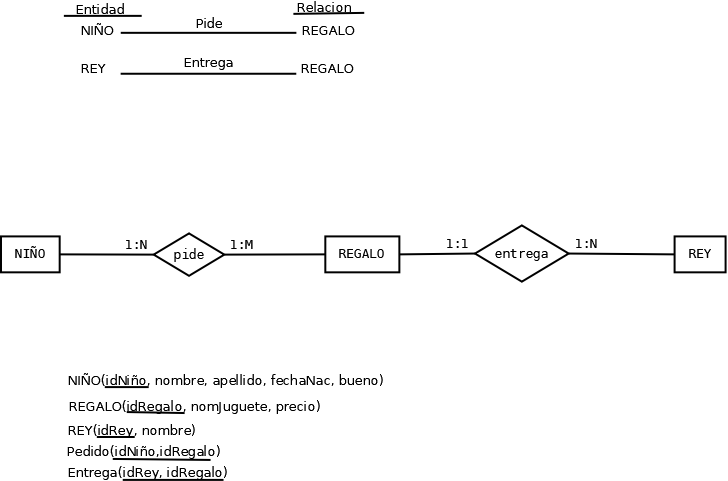 Entidad Relacion
NIÑO Pide REGALO
REY Entrega REGALO
NIÑO 1:N pide 1:M REGALO 1:1 entrega 1:N REY
NIÑO(idNiño, nombre, apellido, fechaNac, bueno)
REGALO(idRegalo, nomJuguete, precio)
REY(idRey, nombre)
Pedido(idNiño,idRegalo)
Entrega(idRey, idRegalo)